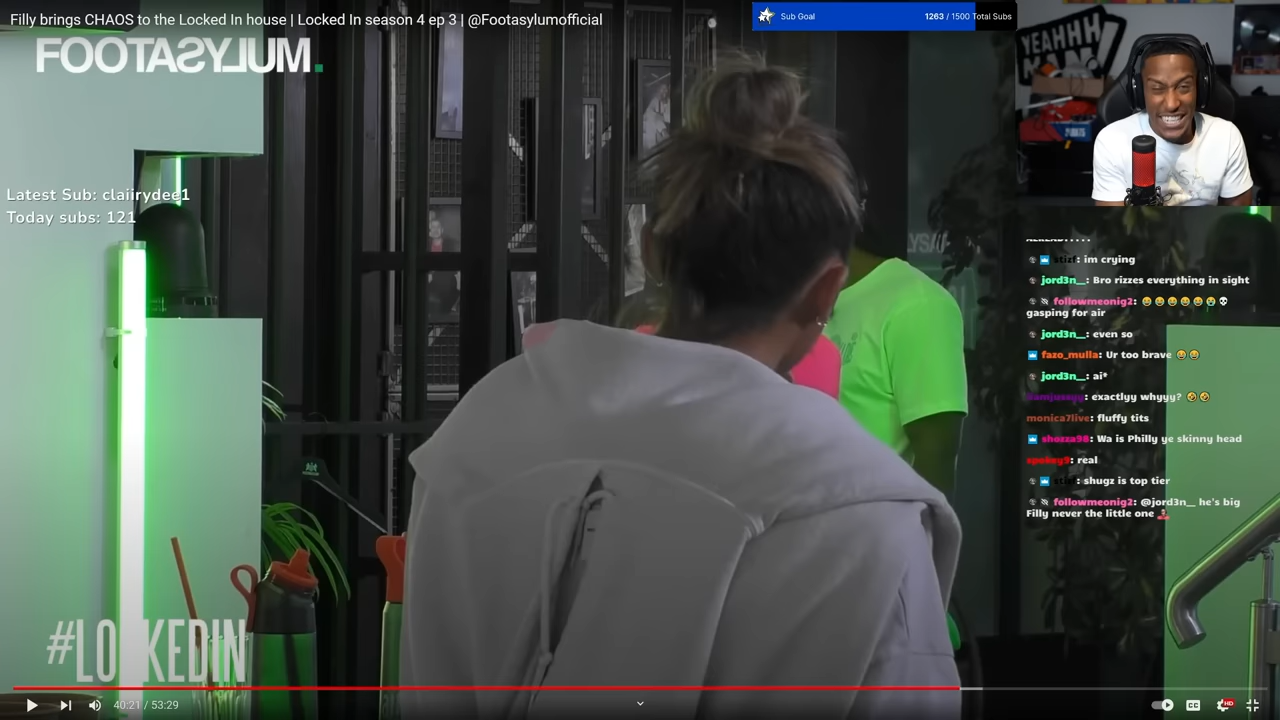 Filly brings CHAOS to the Locked In house | Locked In season 4 ep 3 | @Footasylumofficial
Sub Goal
1263 / 1500 Total Subs
FOOTASYLUM.
YEAHHH
MAN!
Latest Sub: claiirydee1
Today subs: 121
: im crying
jord3n__: Bro rizzes everything in sight
followmeonig2: 😂😂😂😂😂😭💀
gasping for air
jord3n__: even so
fazo_mulla: Ur too brave 😂😂
jord3n__: ai*
: exactlyy whyyy? 🤣🤣
monica7live: fluffy tits
shozza98: Wa is Philly ye skinny head
: real
: shugz is top tier
followmeonig2: @jord3n__ he's big
Filly never the little one
#LOCKEDIN
40:21 / 53:29
CC
HD